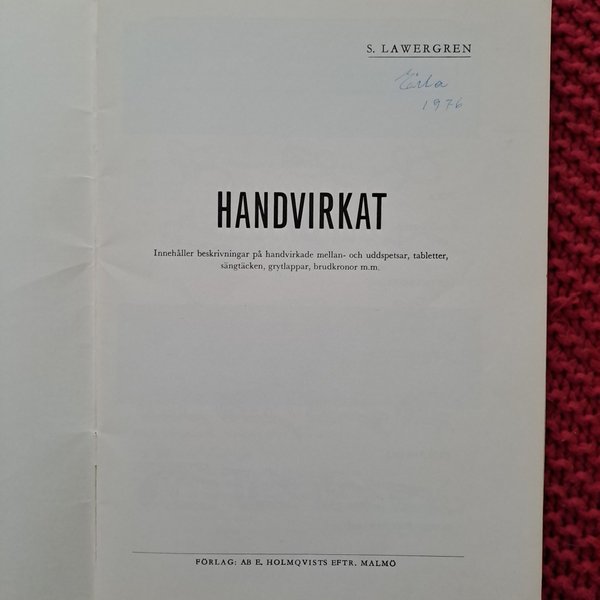 S. LAWERGREN
1976
HANDVIRKAT
Innehåller beskrivningar på handvirkade mellan- och uddspetsar, tabletter,
sängtäcken, grytlappar, brudkronor m.m.
FÖRLAG: AB E. HOLMQVISTS EFTR. MALMÖ